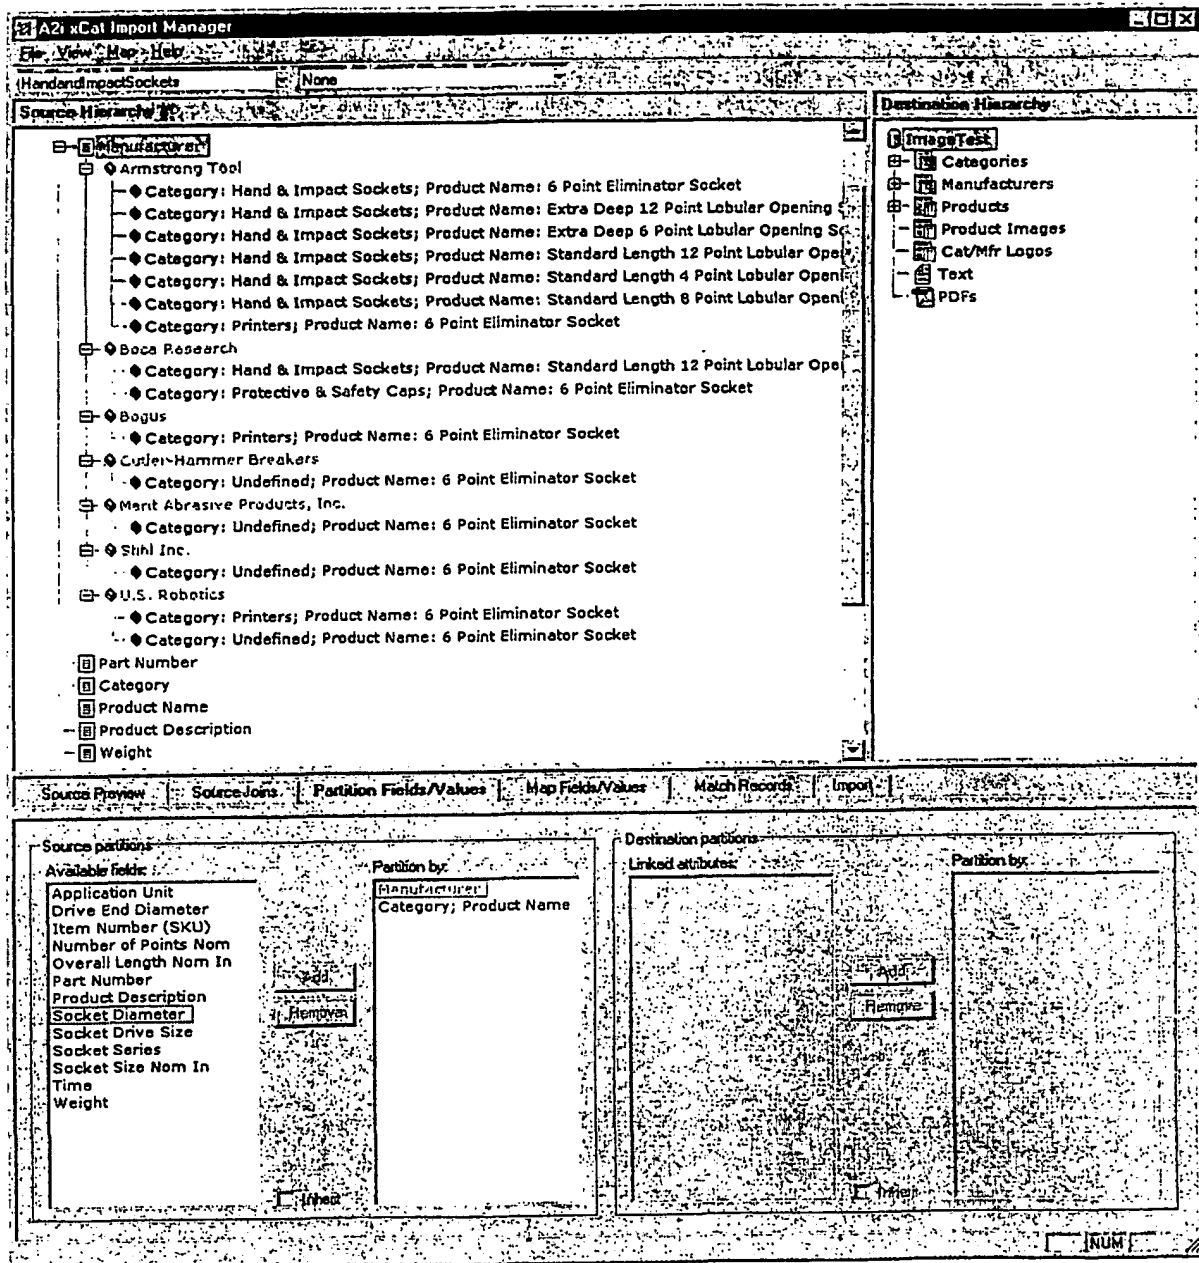 A2i xCat Import Manager
File View Map Help
HandandImpactSockets None
Source Hierarchy
Manufacturer
Armstrong Tool
Category: Hand & Impact Sockets; Product Name: 6 Point Eliminator Socket
Category: Hand & Impact Sockets; Product Name: Extra Deep 12 Point Lobular Opening S
Category: Hand & Impact Sockets; Product Name: Extra Deep 6 Point Lobular Opening So
Category: Hand & Impact Sockets; Product Name: Standard Length 12 Point Lobular Oper
Category: Hand & Impact Sockets; Product Name: Standard Length 4 Point Lobular Openi
Category: Hand & Impact Sockets; Product Name: Standard Length 8 Point Lobular Openi
Category: Printers; Product Name: 6 Point Eliminator Socket
Boca Research
Category: Hand & Impact Sockets; Product Name: Standard Length 12 Point Lobular Oper
Category: Protective & Safety Caps; Product Name: 6 Point Eliminator Socket
Bogus
Category: Printers; Product Name: 6 Point Eliminator Socket
Cutler-Hammer Breakers
Category: Undefined; Product Name: 6 Point Eliminator Socket
Merit Abrasive Products, Inc.
Category: Undefined; Product Name: 6 Point Eliminator Socket
Stihl Inc.
Category: Undefined; Product Name: 6 Point Eliminator Socket
U.S. Robotics
Category: Printers; Product Name: 6 Point Eliminator Socket
Category: Undefined; Product Name: 6 Point Eliminator Socket
Part Number
Category
Product Name
Product Description
Weight
Destination Hierarchy
ImageTest
Categories
Manufacturers
Products
Product Images
Cat/Mfr Logos
Text
PDFs
Source Preview Source Joins Partition Fields/Values Map Fields/Values Match Records Import
Source partitions
Available fields:
Application Unit
Drive End Diameter
Item Number (SKU)
Number of Points Nom
Overall Length Nom In
Part Number
Product Description
Socket Diameter
Socket Drive Size
Socket Series
Socket Size Nom In
Time
Weight
Add
Remove
Inherit
Partition by:
Manufacturer
Category; Product Name
Destination partitions
Linked attributes:
Add
Remove
Inherit
Partition by:
NUM